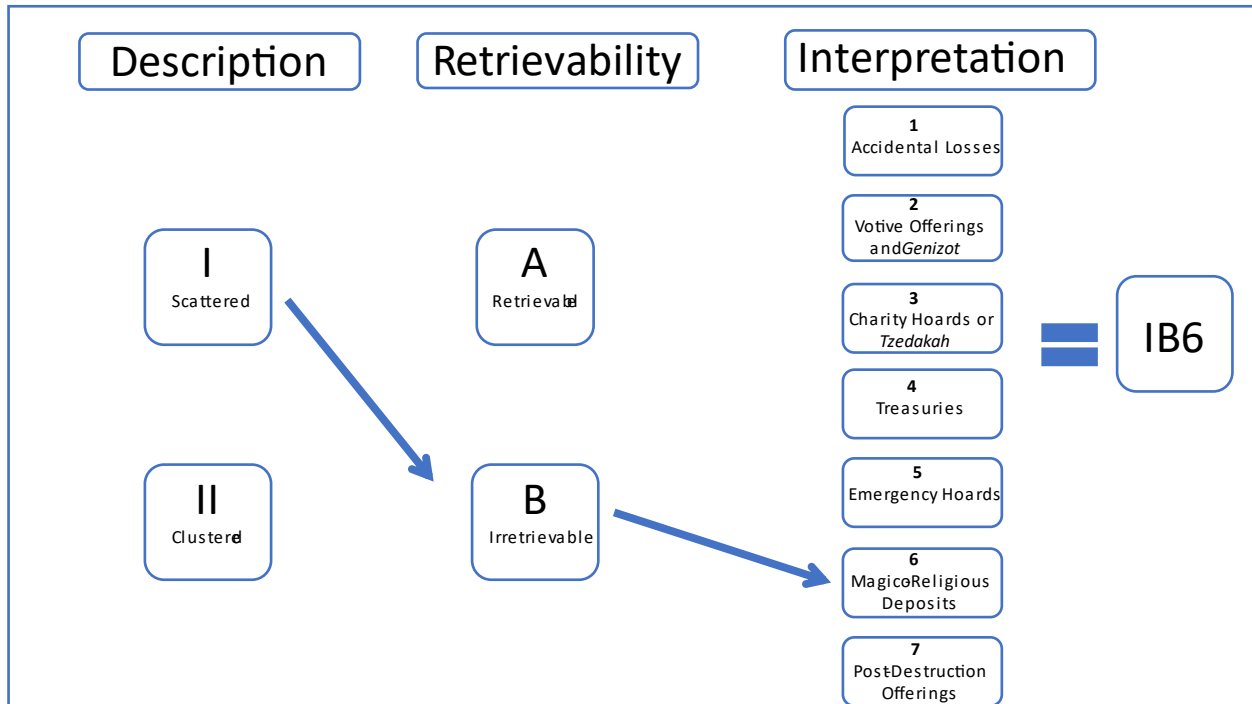 Description
Retrievability
Interpretation
I
Scattered
II
Clustered
A
Retrievable
B
Irretrievable
1
Accidental Losses
2
Votive Offerings
and Genizot
3
Charity Hoards or
Tzedakah
4
Treasuries
5
Emergency Hoards
6
Magico-Religious
Deposits
7
Post-Destruction
Offerings
IB6